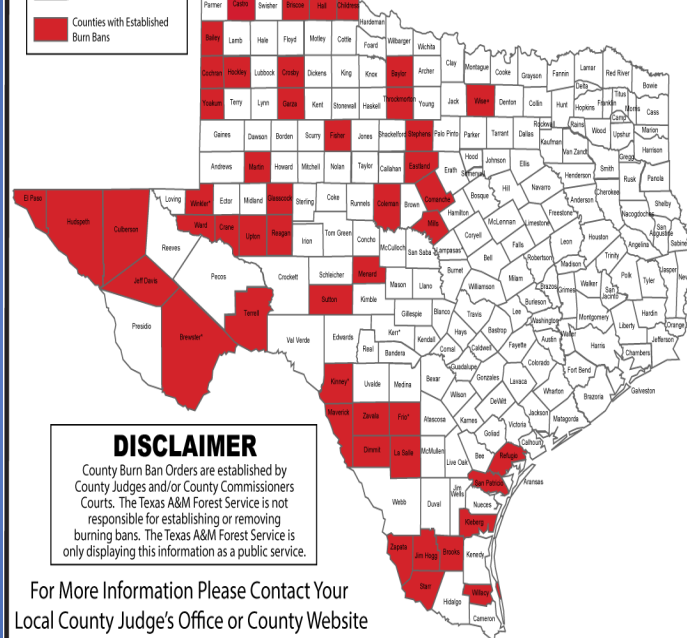 Parmer Castro Swisher Briscoe Hall Childress
Hardeman
Counties with Established
Burn Bans
Bailey Lamb Hale Floyd Motley Cottle Foard Wilbarger Wichita
Clay Montague Cooke Grayson Fannin Lamar Red River Bowie
Cochran Hockley Lubbock Crosby Dickens King Knox Baylor Archer
Delta Titus Morris Cass
Yoakum Terry Lynn Garza Kent Stonewall Haskell Throckmorton Young Jack Wise* Denton Collin Hunt Hopkins Franklin
Camp Marion
Gaines Dawson Borden Scurry Fisher Jones Shackelford Stephens Palo Pinto Parker Tarrant Dallas Rockwall Rains Wood Upshur
Kaufman Van Zandt Gregg Harrison
Andrews Martin Howard Mitchell Nolan Taylor Callahan Eastland Erath Hood Somervell Johnson Ellis Henderson Smith Rusk Panola
El Paso Hudspeth Culberson Loving Winkler* Ector Midland Glasscock Sterling Coke Runnels Coleman Brown Comanche Bosque Hill Navarro Anderson Cherokee Shelby
Hamilton Freestone Nacogdoches
Reeves Ward Crane Upton Reagan Irion Tom Green Concho McCulloch San Saba Mills Lampasas Coryell McLennan Limestone Leon Houston Angelina San Augustine Sabine
Falls Bell Robertson Madison Trinity
Jeff Davis Pecos Crockett Schleicher Menard Mason Llano Burnet Williamson Milam Brazos Grimes Walker San Jacinto Polk Tyler Jasper
Presidio Brewster* Terrell Sutton Kimble Gillespie Blanco Travis Burleson Washington Montgomery Liberty Hardin Orange
Val Verde Edwards Real Kerr* Bandera Kendall Hays Comal Caldwell Bastrop Fayette Austin Waller Harris Chambers Jefferson
Kinney* Uvalde Medina Bexar Guadalupe Gonzales Lavaca Colorado Fort Bend Galveston
Wilson DeWitt Wharton Brazoria
Maverick Zavala Frio* Atascosa Karnes Victoria Jackson Matagorda
Goliad Calhoun
Dimmit La Salle McMullen Live Oak Bee Refugio
San Patricio Aransas
Webb Duval Jim Wells Nueces
Kleberg
Zapata Jim Hogg Brooks Kenedy
Starr Hidalgo Willacy
Cameron
DISCLAIMER
County Burn Ban Orders are established by
County Judges and/or County Commissioners
Courts. The Texas A&M Forest Service is not
responsible for establishing or removing
burning bans. The Texas A&M Forest Service is
only displaying this information as a public service.
For More Information Please Contact Your
Local County Judge's Office or County Website